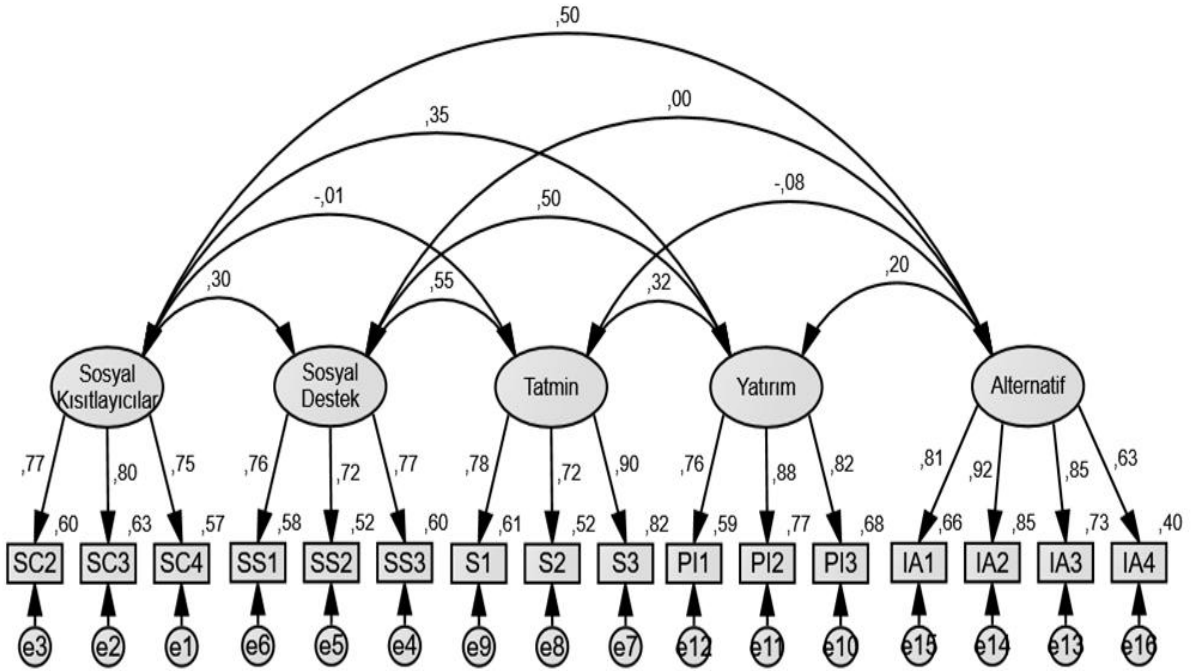 ,50
,35
,00
-,01
,50
-,08
,30
,55
,32
,20
Sosyal
Kısıtlayıcılar
Sosyal
Destek
Tatmin
Yatırım
Alternatif
,77
,80
,75
,76
,72
,77
,78
,72
,90
,76
,88
,82
,81
,92
,85
,63
,60
,63
,57
,58
,52
,60
,61
,52
,82
,59
,77
,68
,66
,85
,73
,40
SC2
SC3
SC4
SS1
SS2
SS3
S1
S2
S3
PI1
PI2
PI3
IA1
IA2
IA3
IA4
e3
e2
e1
e6
e5
e4
e9
e8
e7
e12
e11
e10
e15
e14
e13
e16